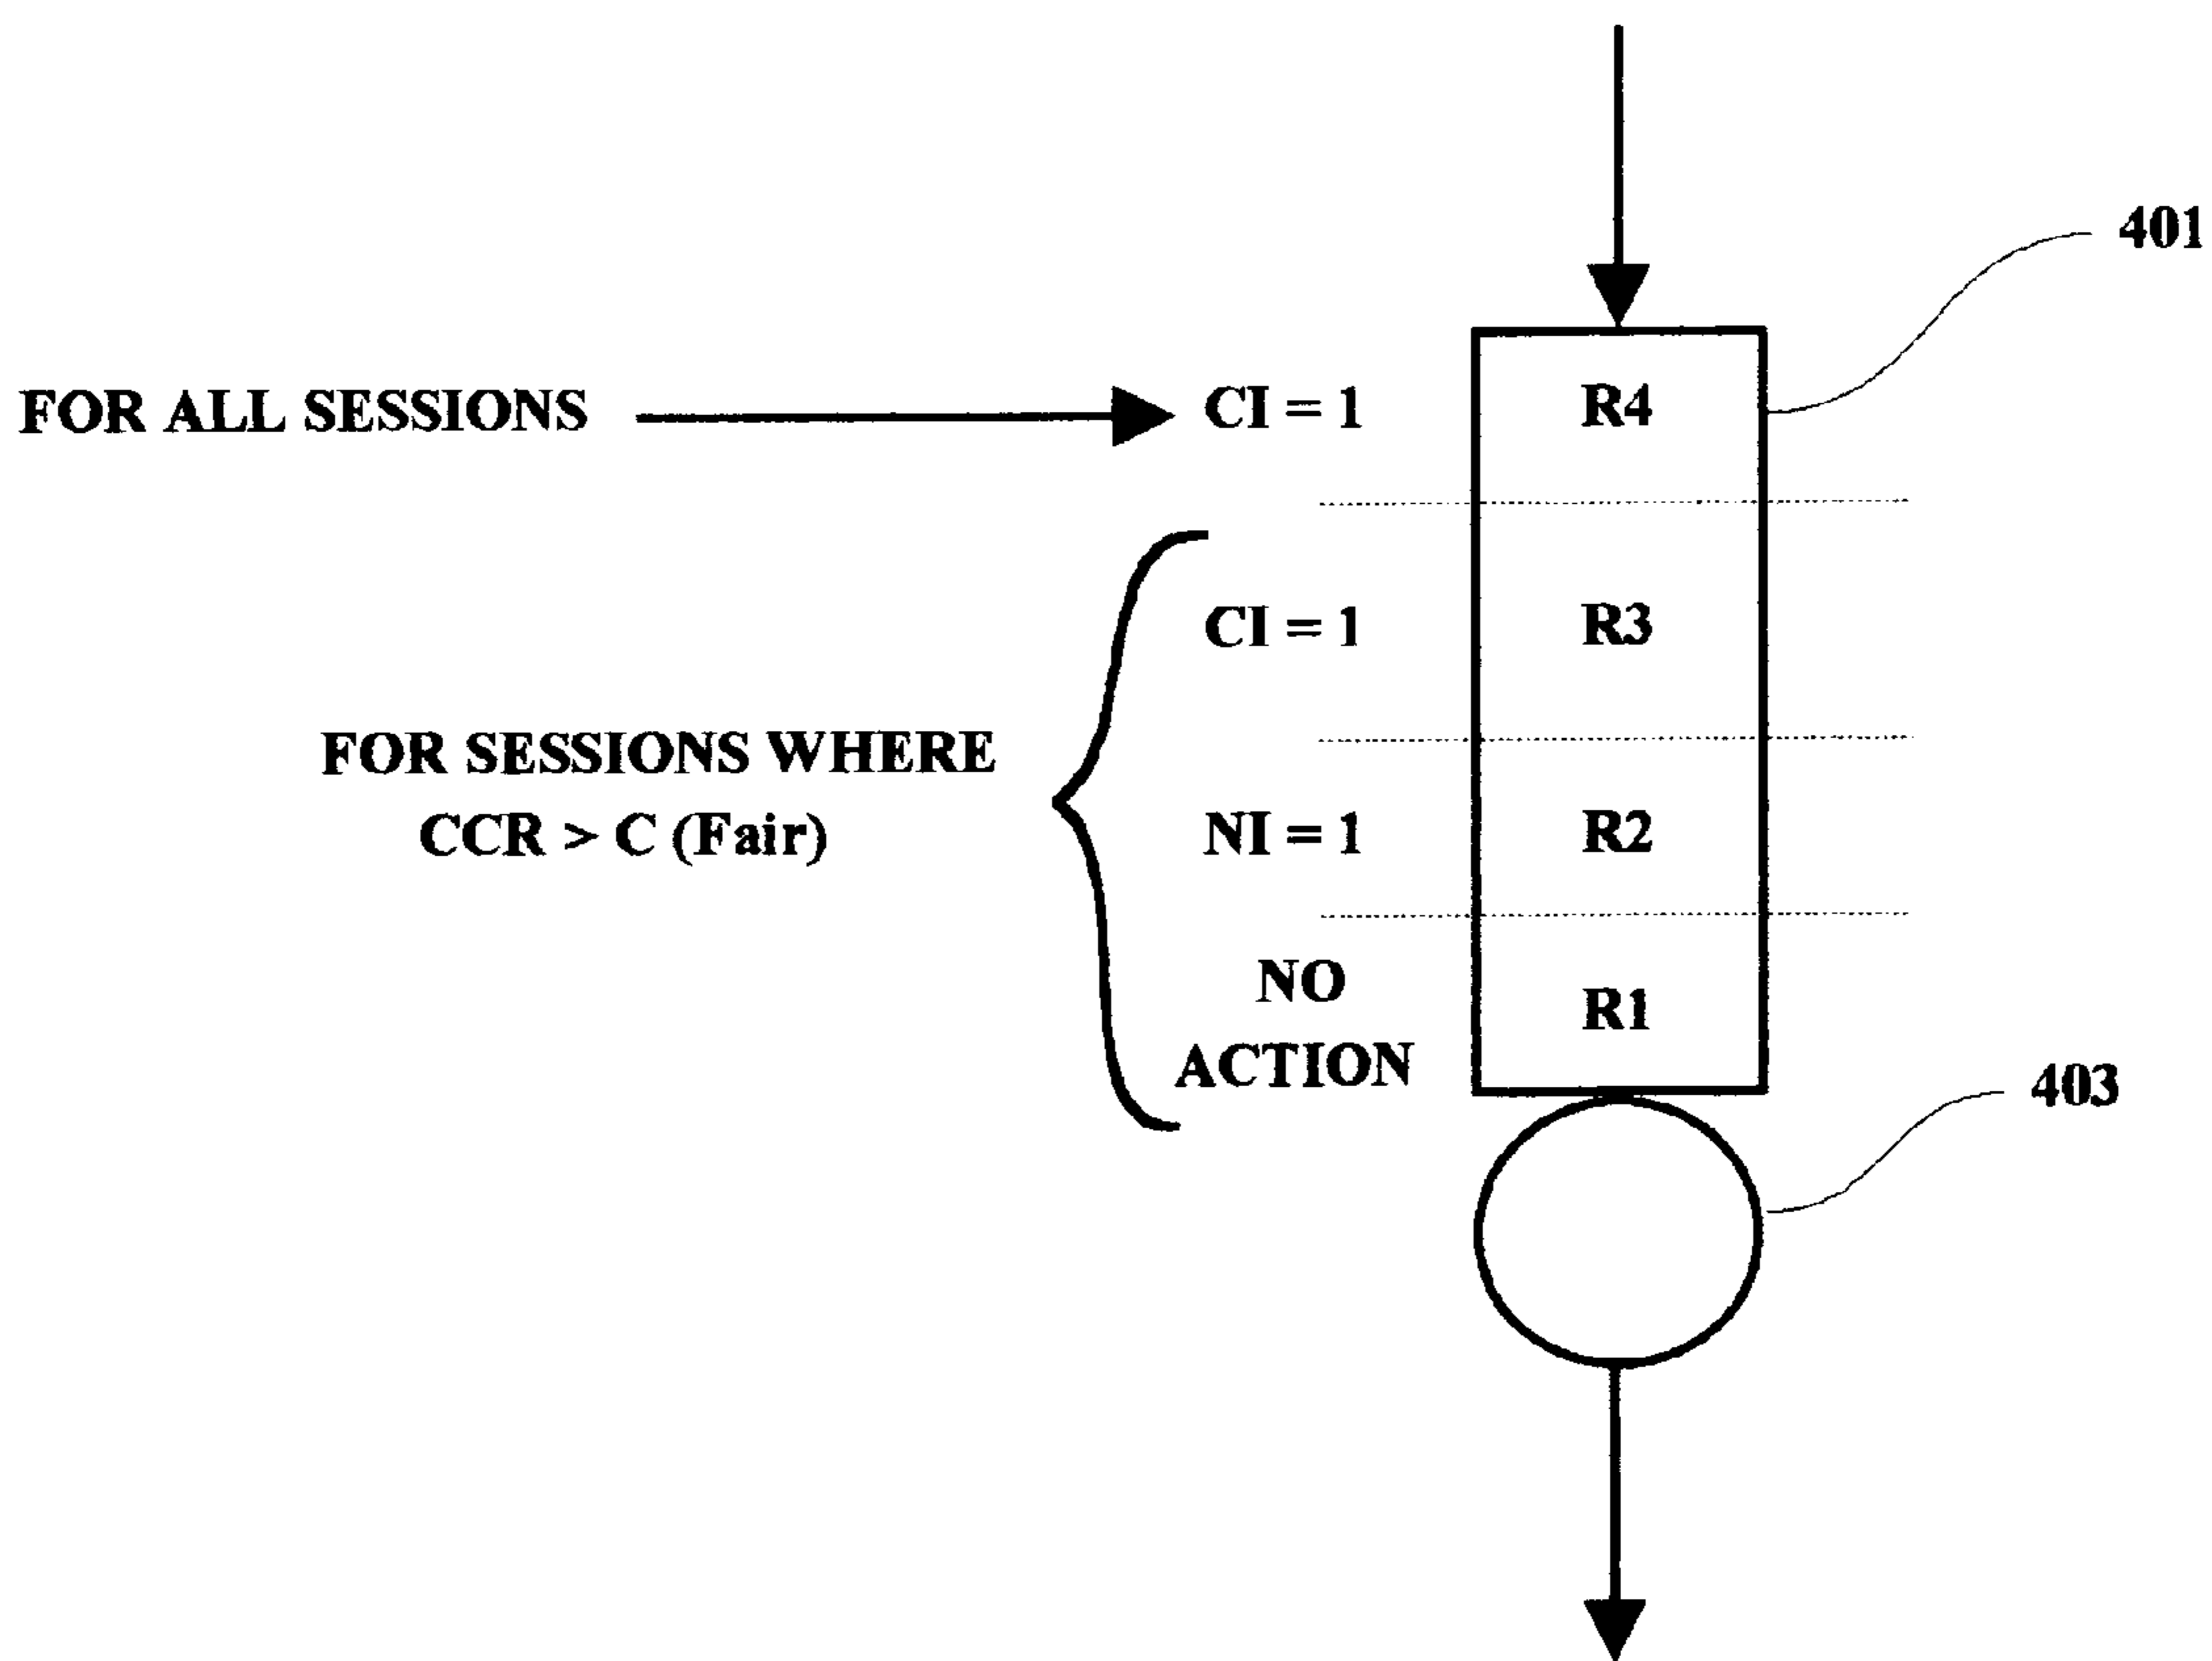 401
FOR ALL SESSIONS
CI = 1
R4
CI = 1
R3
FOR SESSIONS WHERE
CCR > C (Fair)
NI = 1
R2
NO
ACTION
R1
403